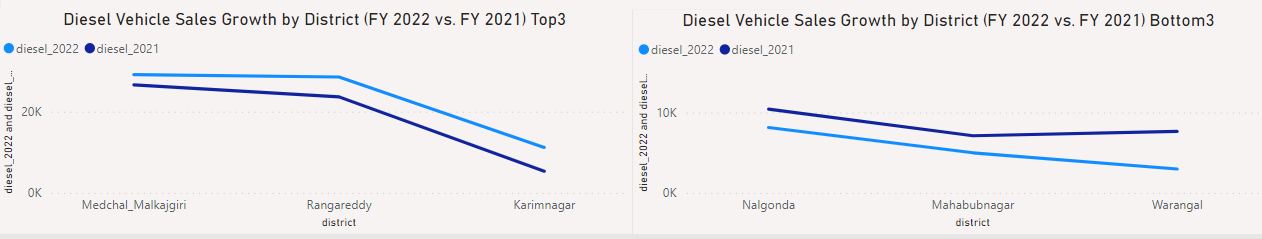 Diesel Vehicle Sales Growth by District (FY 2022 vs. FY 2021) Top3
diesel_2022 diesel_2021
diesel_2022 and diesel_...
20K
0K
Medchal_Malkajgiri Rangareddy Karimnagar
district
Diesel Vehicle Sales Growth by District (FY 2022 vs. FY 2021) Bottom3
diesel_2022 diesel_2021
diesel_2022 and diesel...
10K
0K
Nalgonda Mahabubnagar Warangal
district